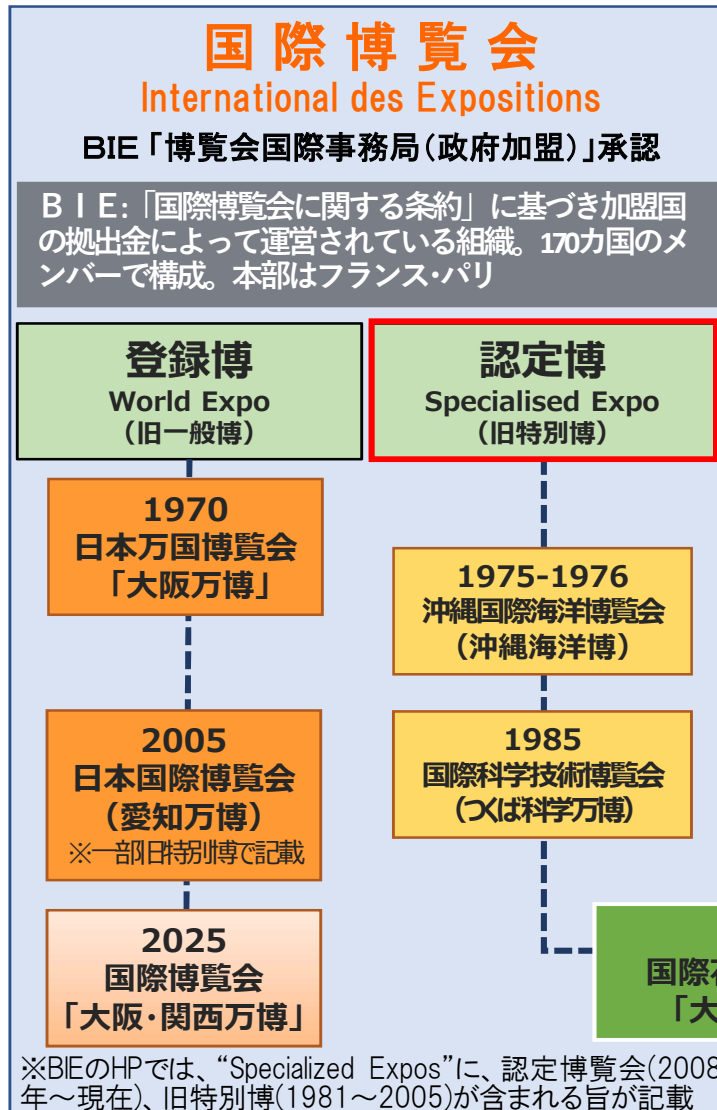 国際博覧会
International des Expositions
BIE「博覧会国際事務局(政府加盟)」承認
BIE:「国際博覧会に関する条約」に基づき加盟国
の拠出金によって運営されている組織。170カ国のメ
ンバーで構成。本部はフランス・パリ
登録博
World Expo
(旧一般博)
認定博
Specialised Expo
(旧特別博)
1970
日本万国博覧会
「大阪万博」
1975-1976
沖縄国際海洋博覧会
(沖縄海洋博)
2005
日本国際博覧会
(愛知万博)
※一部旧特別博で記載
1985
国際科学技術博覧会
(つくば科学万博)
2025
国際博覧会
「大阪・関西万博」
国際
「大
※BIEのHPでは、“Specialized Expos”に、認定博覧会(2008
年～現在)、旧特別博(1981～2005)が含まれる旨が記載